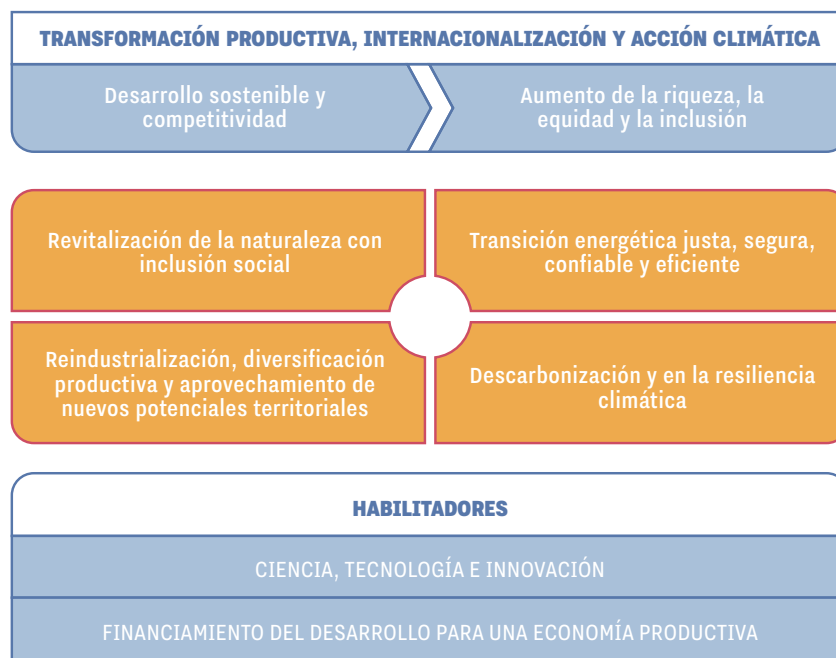 TRANSFORMACIÓN PRODUCTIVA, INTERNACIONALIZACIÓN Y ACCIÓN CLIMÁTICA
Desarrollo sostenible y
competitividad
Aumento de la riqueza, la
equidad y la inclusión
Revitalización de la naturaleza con
inclusión social
Transición energética justa, segura,
confiable y eficiente
Reindustrialización, diversificación
productiva y aprovechamiento de
nuevos potenciales territoriales
Descarbonización y en la resiliencia
climática
HABILITADORES
CIENCIA, TECNOLOGÍA E INNOVACIÓN
FINANCIAMIENTO DEL DESARROLLO PARA UNA ECONOMÍA PRODUCTIVA